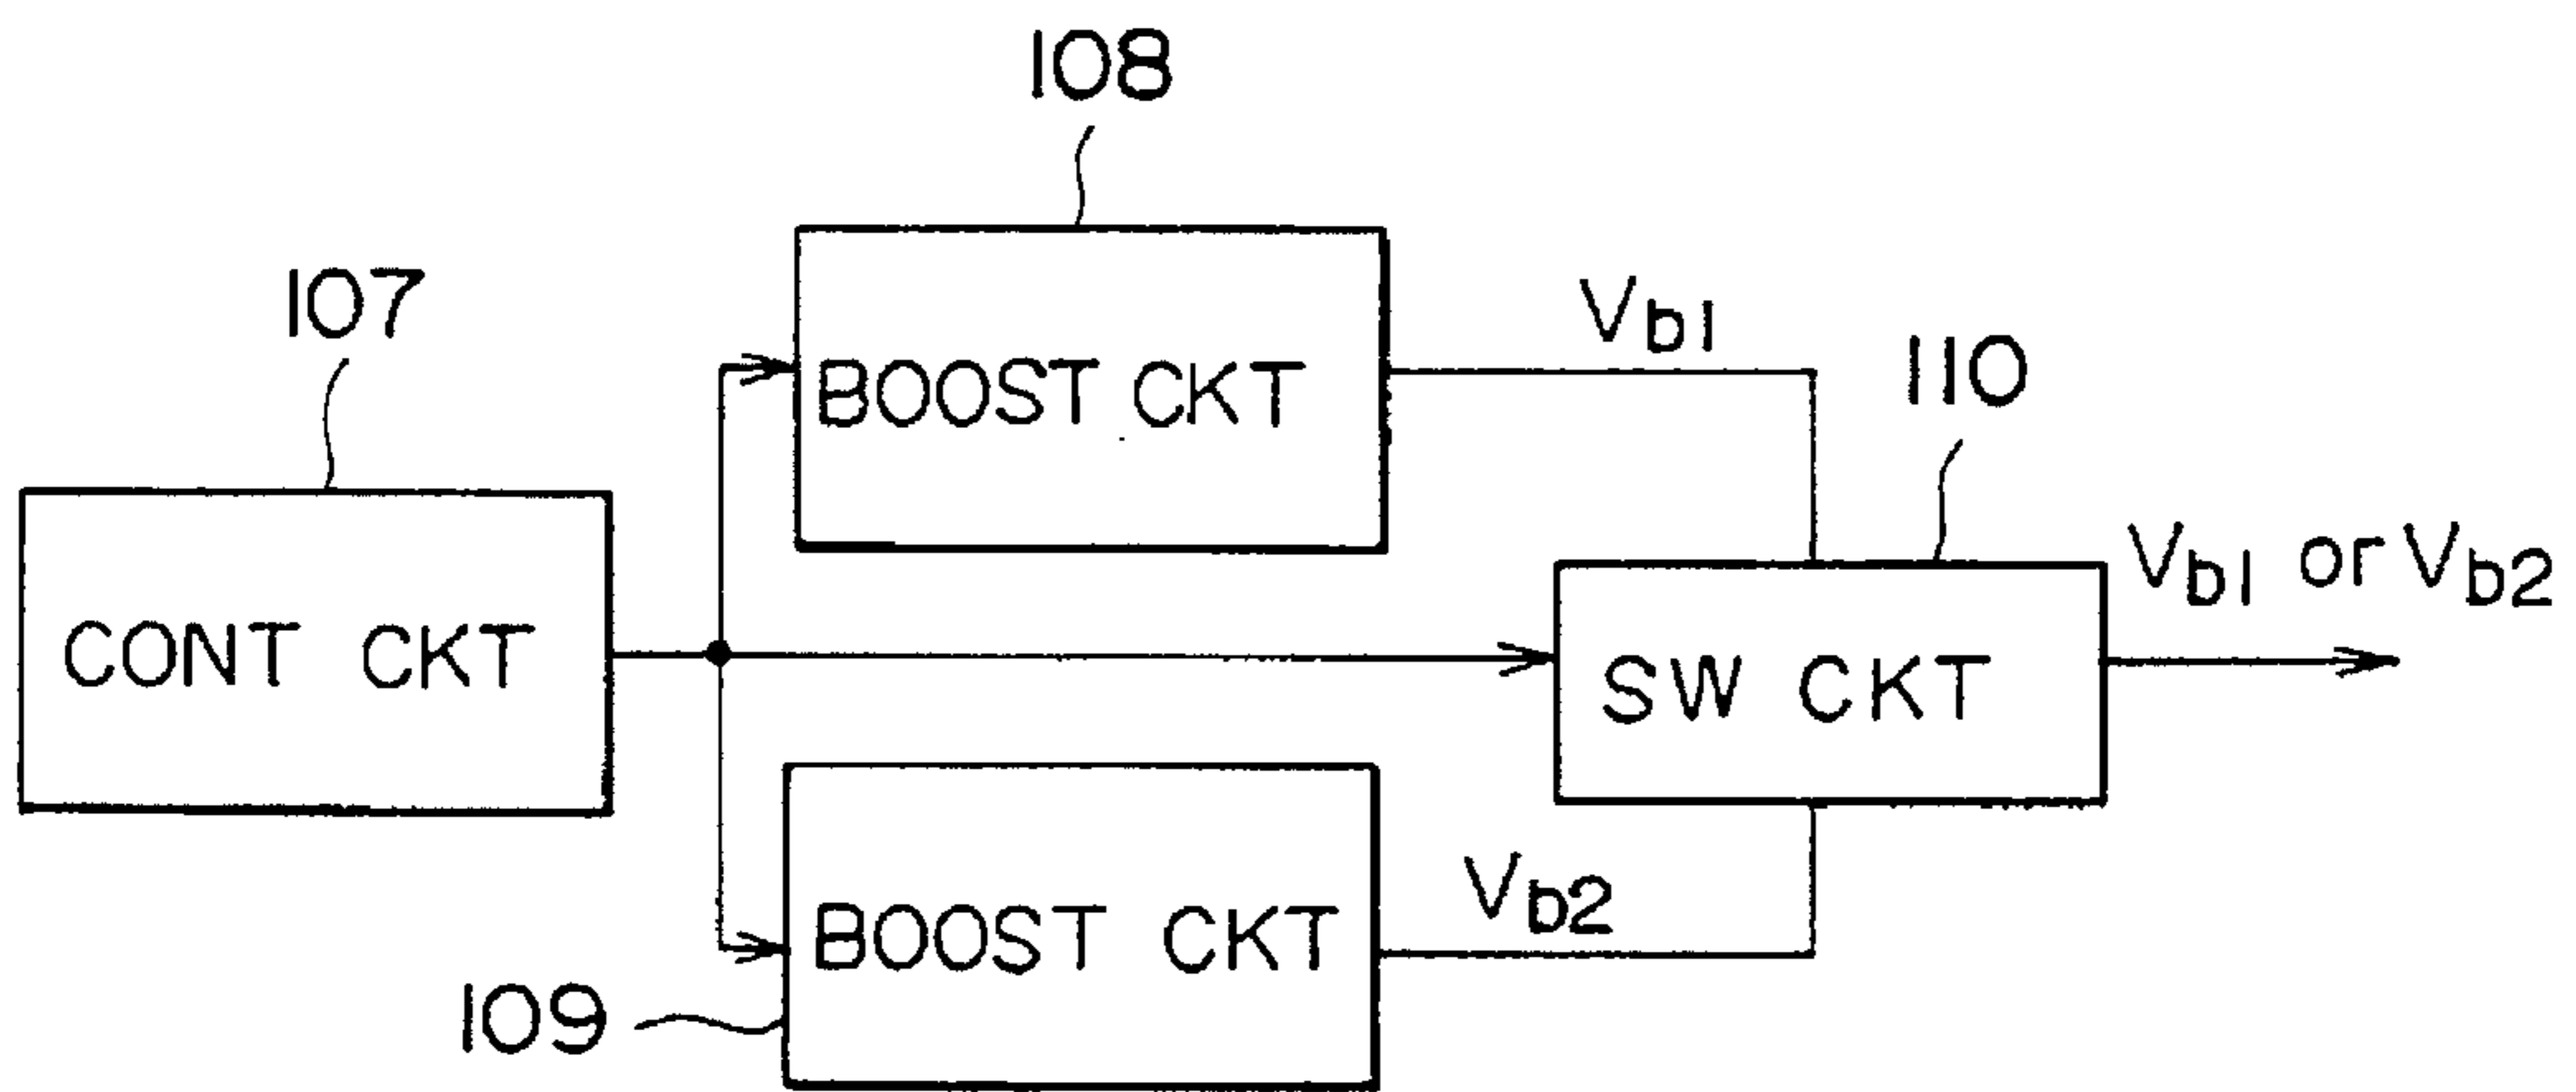 108
107
Vb1
110
BOOST CKT
Vb1 or Vb2
CONT CKT
SW CKT
Vb2
BOOST CKT
109